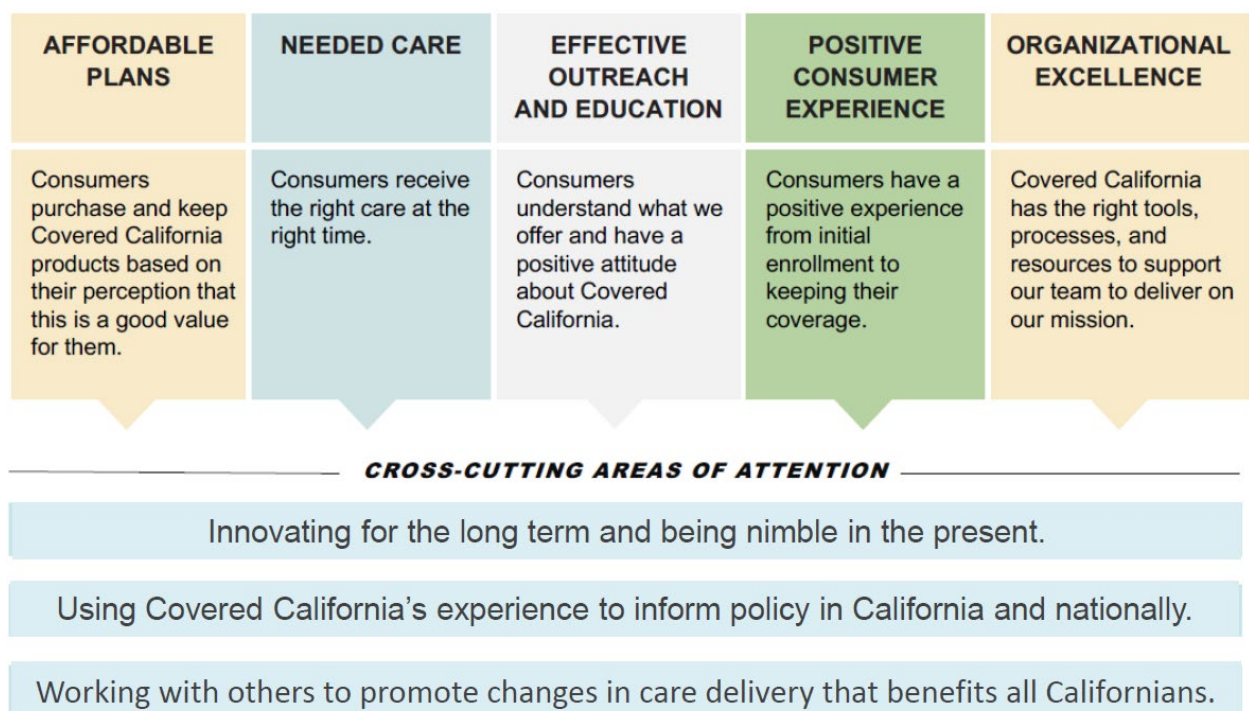 AFFORDABLE
PLANS
NEEDED CARE
EFFECTIVE
OUTREACH
AND EDUCATION
POSITIVE
CONSUMER
EXPERIENCE
ORGANIZATIONAL
EXCELLENCE
Consumers
purchase and keep
Covered California
products based on
their perception that
this is a good value
for them.
Consumers receive
the right care at the
right time.
Consumers
understand what we
offer and have a
positive attitude
about Covered
California.
Consumers have a
positive experience
from initial
enrollment to
keeping their
coverage.
Covered California
has the right tools,
processes, and
resources to support
our team to deliver on
our mission.
CROSS-CUTTING AREAS OF ATTENTION
Innovating for the long term and being nimble in the present.
Using Covered California’s experience to inform policy in California and nationally.
Working with others to promote changes in care delivery that benefits all Californians.